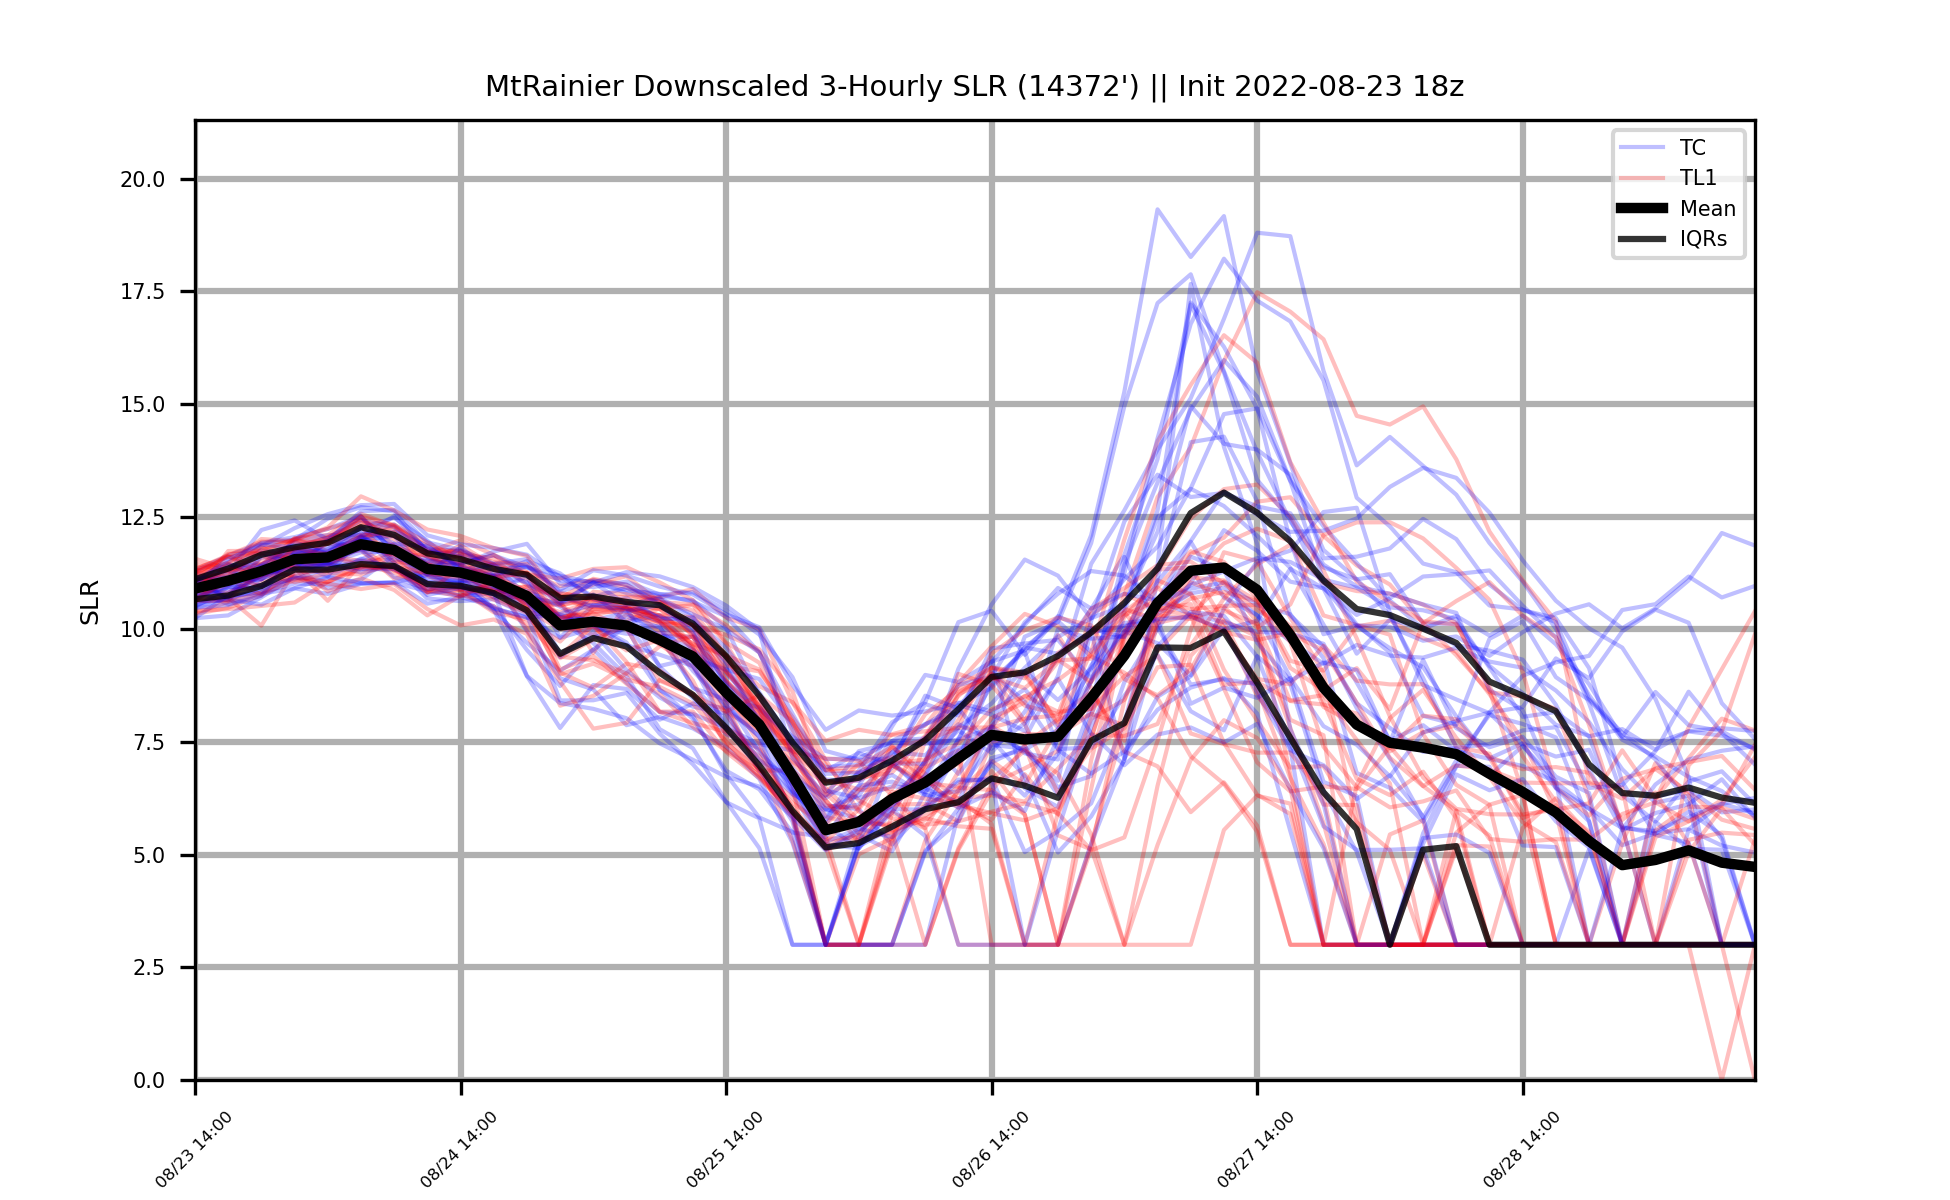 MtRainier Downscaled 3-Hourly SLR (14372') || Init 2022-08-23 18z
TC
TL1
Mean
IQRs
SLR
20.0
17.5
15.0
12.5
10.0
7.5
5.0
2.5
0.0
08/23 14:00
08/24 14:00
08/25 14:00
08/26 14:00
08/27 14:00
08/28 14:00